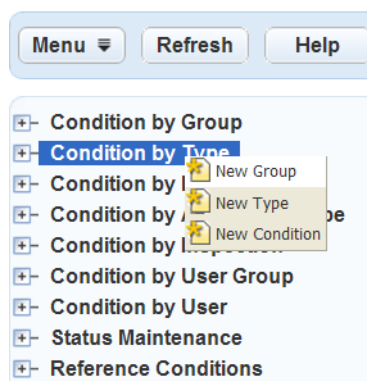 Menu Refresh Help
Condition by Group
Condition by Type
New Group
Condition by
New Type
Condition by
New Condition
Condition by
Condition by User Group
Condition by User
Status Maintenance
Reference Conditions